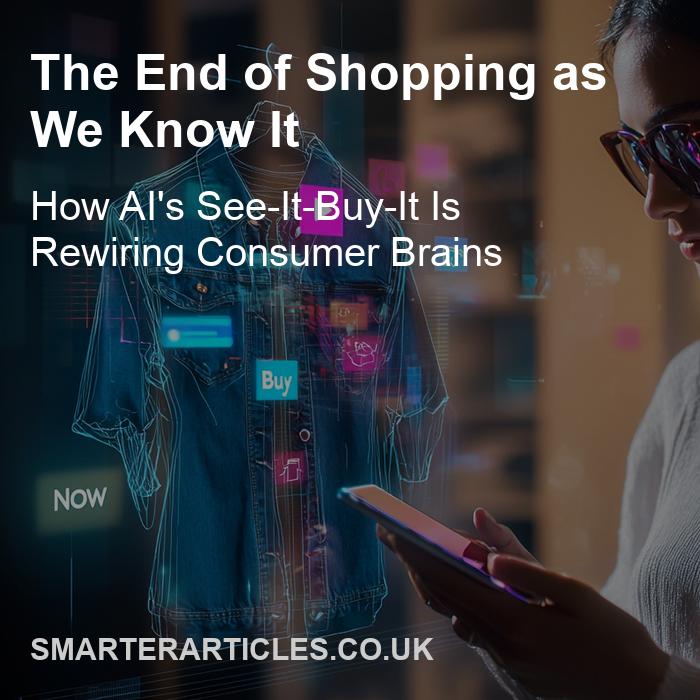 The End of Shopping as
We Know It
How AI's See-It-Buy-It Is
Rewiring Consumer Brains
Buy
NOW
SMARTERARTICLES.CO.UK